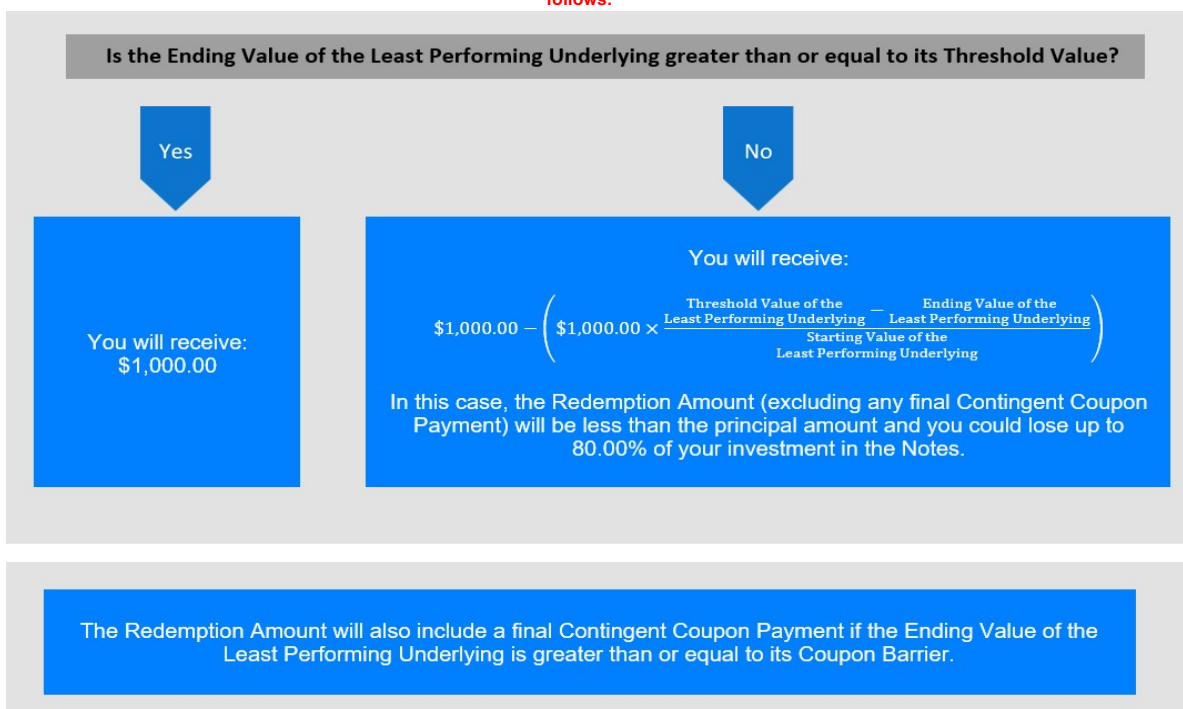 follows:
Is the Ending Value of the Least Performing Underlying greater than or equal to its Threshold Value?
Yes
No
You will receive:
$1,000.00
You will receive:
$1,000.00 − ( $1,000.00 × (Threshold Value of the Least Performing Underlying − Ending Value of the Least Performing Underlying) / Starting Value of the Least Performing Underlying )
In this case, the Redemption Amount (excluding any final Contingent Coupon
Payment) will be less than the principal amount and you could lose up to
80.00% of your investment in the Notes.
The Redemption Amount will also include a final Contingent Coupon Payment if the Ending Value of the
Least Performing Underlying is greater than or equal to its Coupon Barrier.